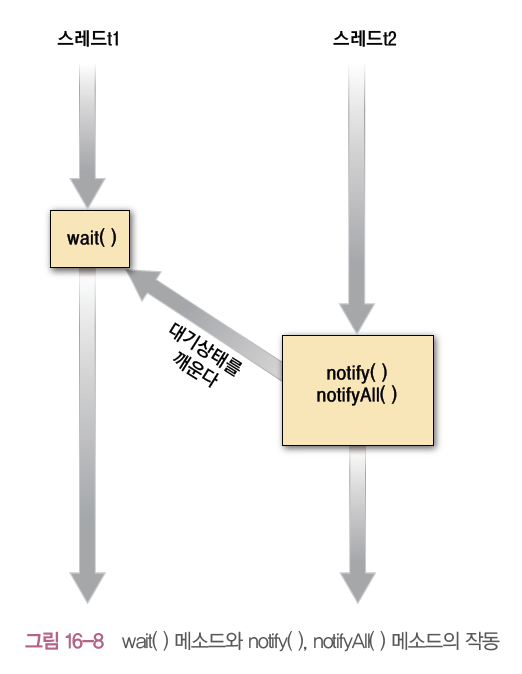 스레드t1
스레드t2
wait( )
대기상태를
깨운다
notify( )
notifyAll( )
그림 16-8 wait( ) 메소드와 notify( ), notifyAll( ) 메소드의 작동